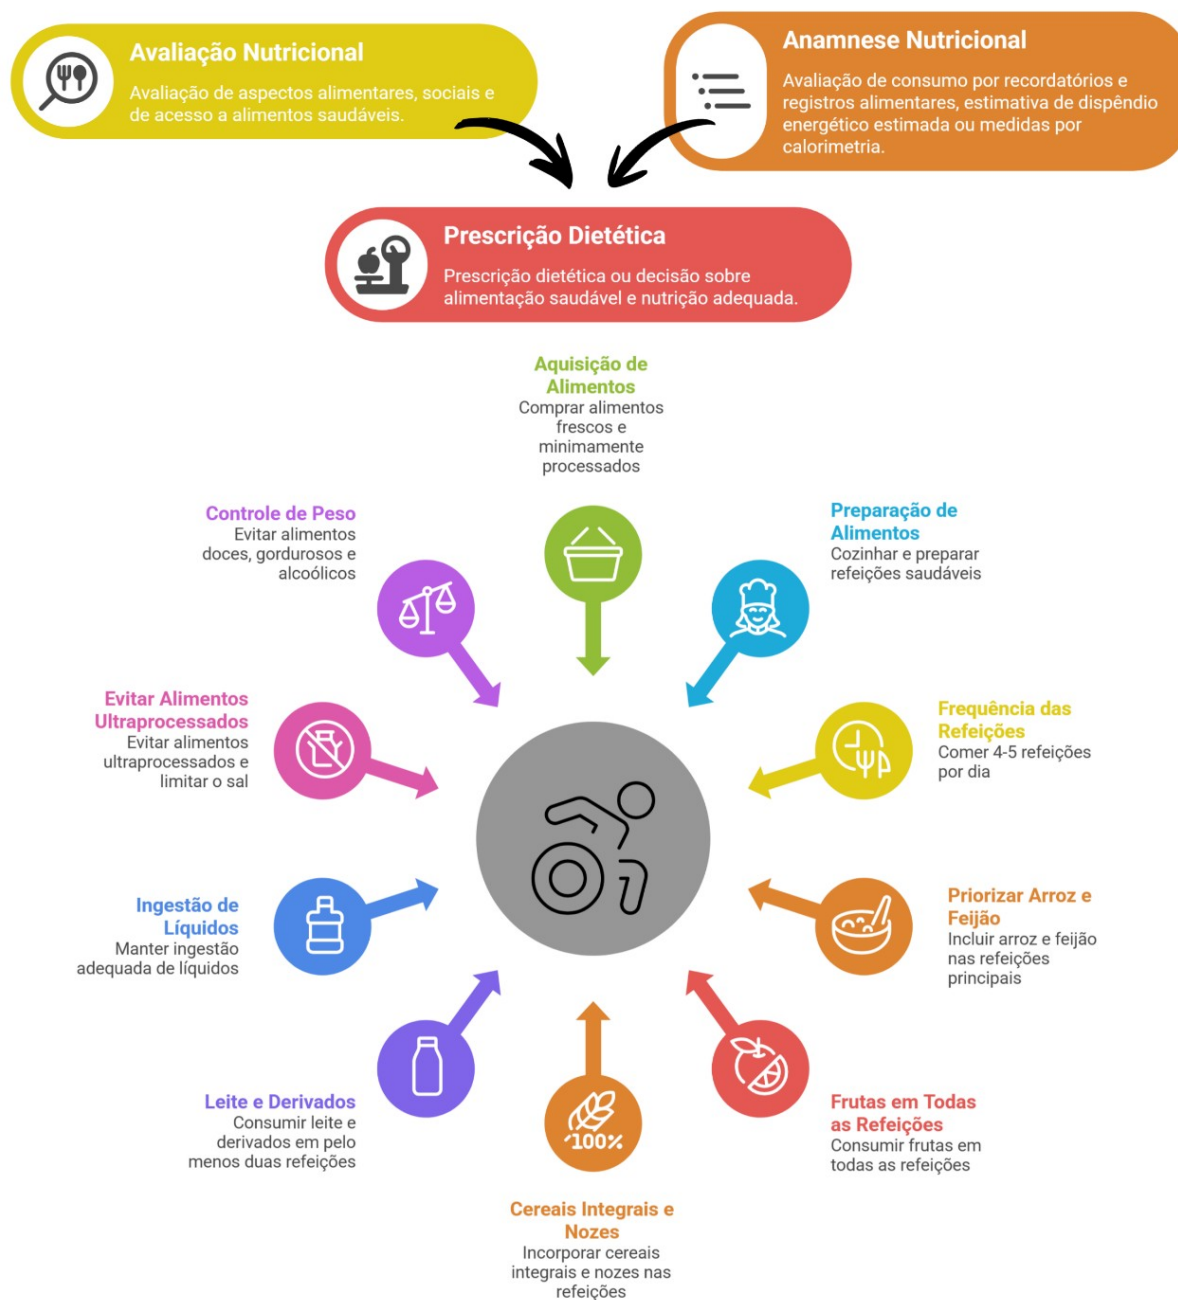 Avaliação Nutricional
Avaliação de aspectos alimentares, sociais e
de acesso a alimentos saudáveis.
Anamnese Nutricional
Avaliação de consumo por recordatórios e
registros alimentares, estimativa de dispêndio
energético estimada ou medidas por
calorimetria.
Prescrição Dietética
Prescrição dietética ou decisão sobre
alimentação saudável e nutrição adequada.
Aquisição de
Alimentos
Comprar alimentos
frescos e
minimamente
processados
Preparação de
Alimentos
Cozinhar e preparar
refeições saudáveis
Frequência das
Refeições
Comer 4-5 refeições
por dia
Priorizar Arroz e
Feijão
Incluir arroz e feijão
nas refeições
principais
Frutas em Todas
as Refeições
Consumir frutas em
todas as refeições
100%
Cereais Integrais e
Nozes
Incorporar cereais
integrais e nozes nas
refeições
Leite e Derivados
Consumir leite e
derivados em pelo
menos duas refeições
Ingestão de
Líquidos
Manter ingestão
adequada de líquidos
Evitar Alimentos
Ultraprocessados
Evitar alimentos
ultraprocessados e
limitar o sal
Controle de Peso
Evitar alimentos
doces, gordurosos e
alcoólicos